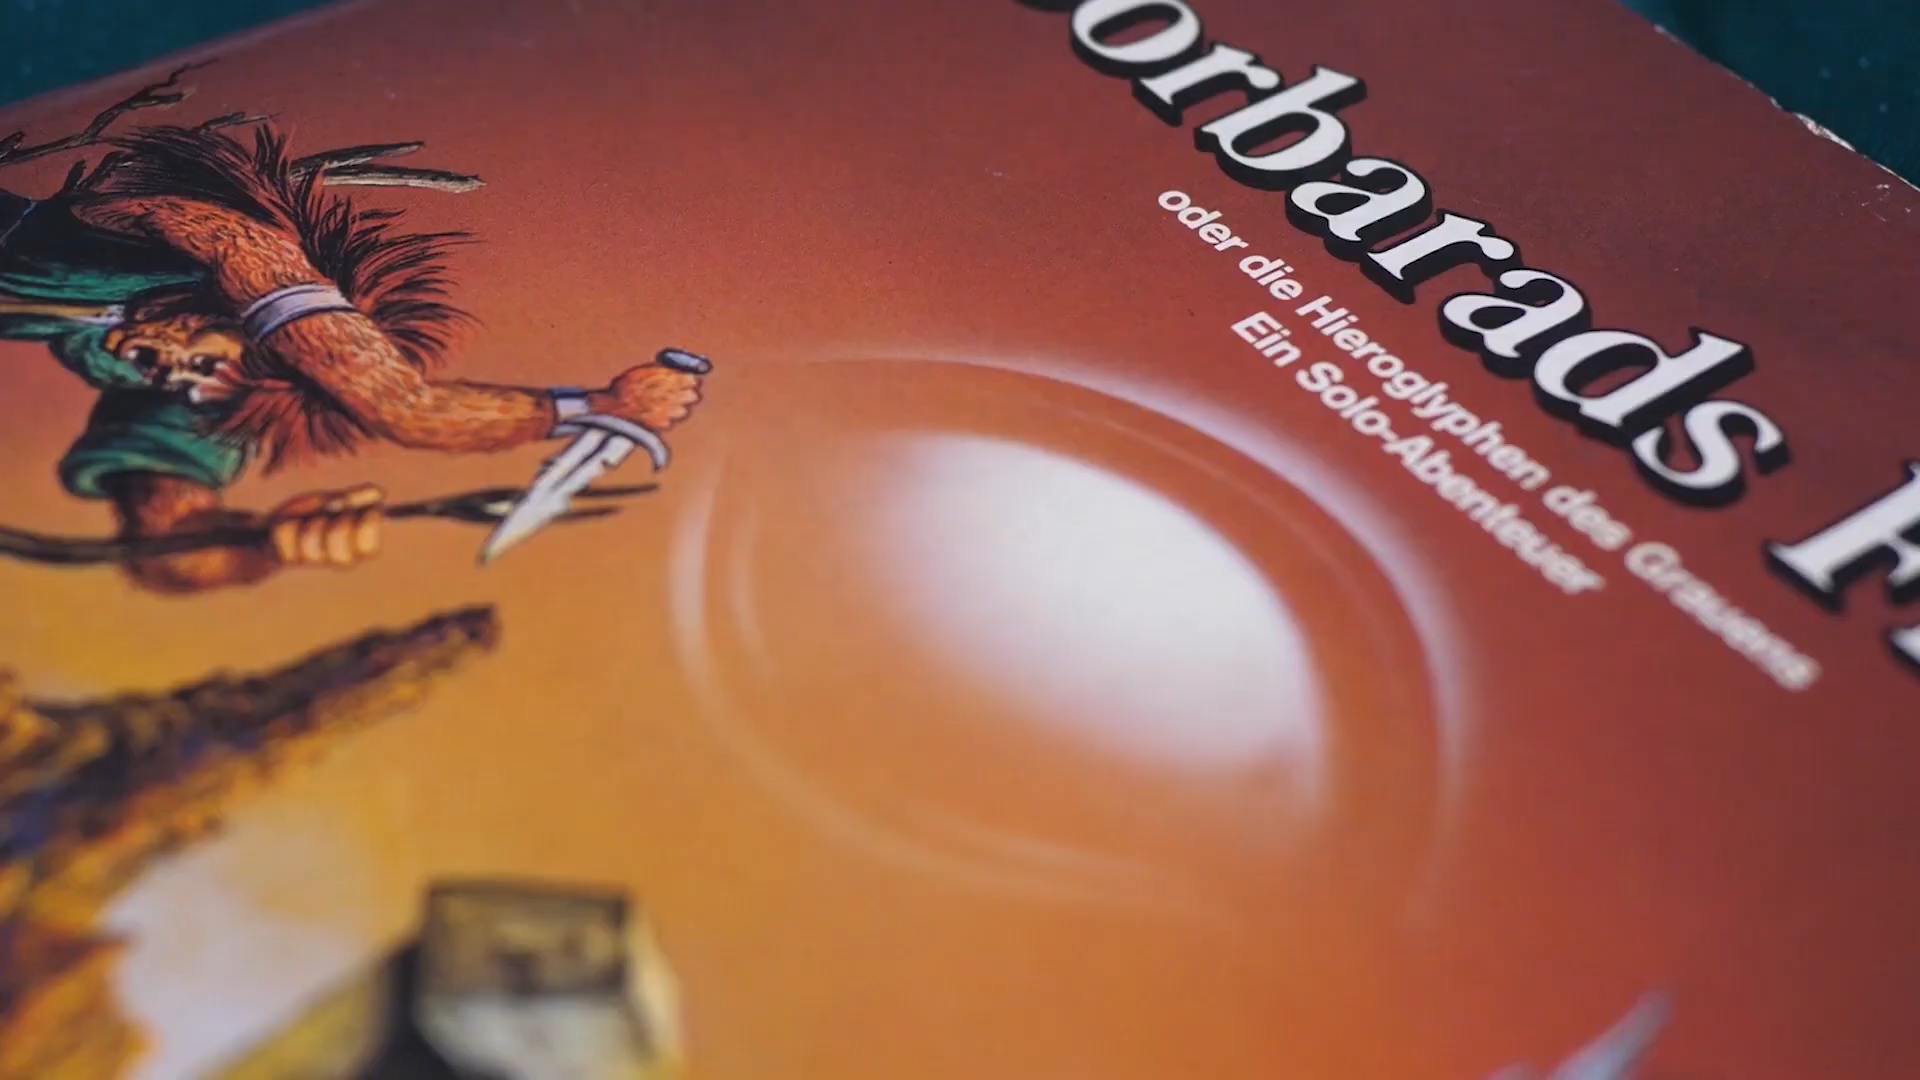 orbarads
oder die Hieroglyphen des Grauens
Ein Solo-Abenteuer